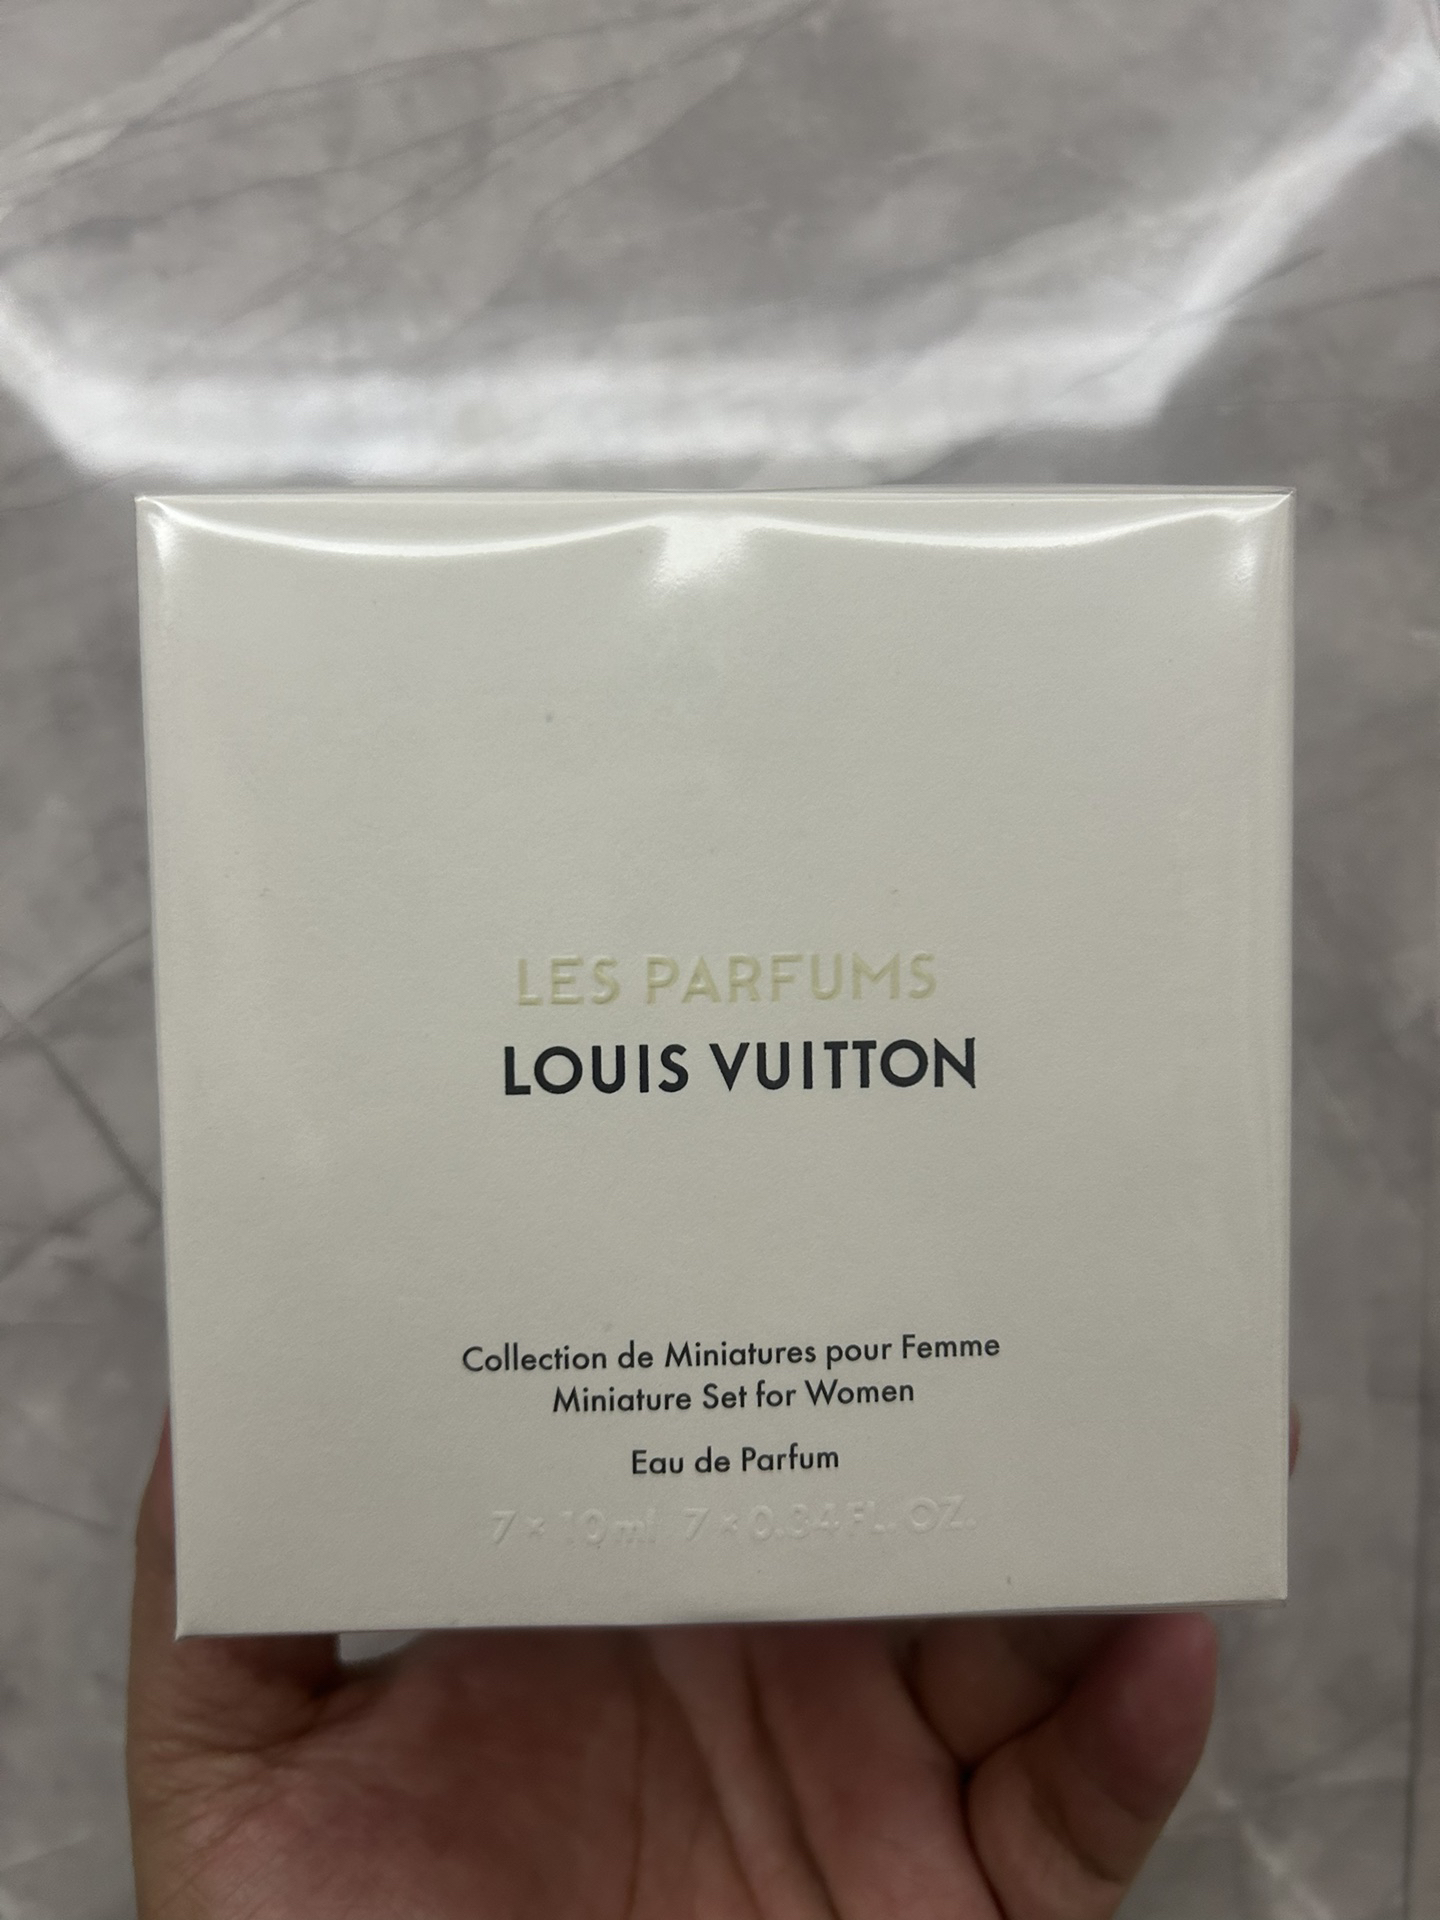 LES PARFUMS
LOUIS VUITTON
Collection de Miniatures pour Femme
Miniature Set for Women
Eau de Parfum
7 × 10ml 7 × 0.34 FL. OZ.